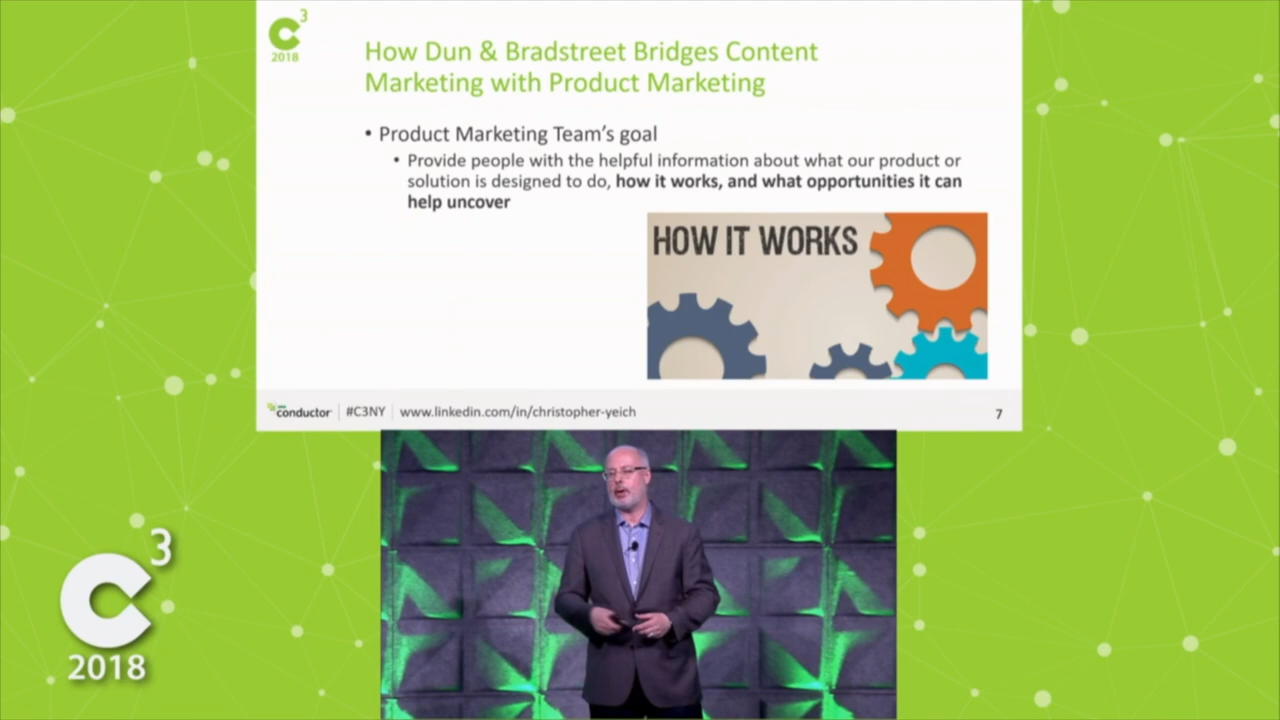 3
C
2018
How Dun & Bradstreet Bridges Content
Marketing with Product Marketing
• Product Marketing Team's goal
• Provide people with the helpful information about what our product or
solution is designed to do, how it works, and what opportunities it can
help uncover
HOW IT WORKS
conductor #C3NY www.linkedin.com/in/christopher-yeich 7
C3
2018